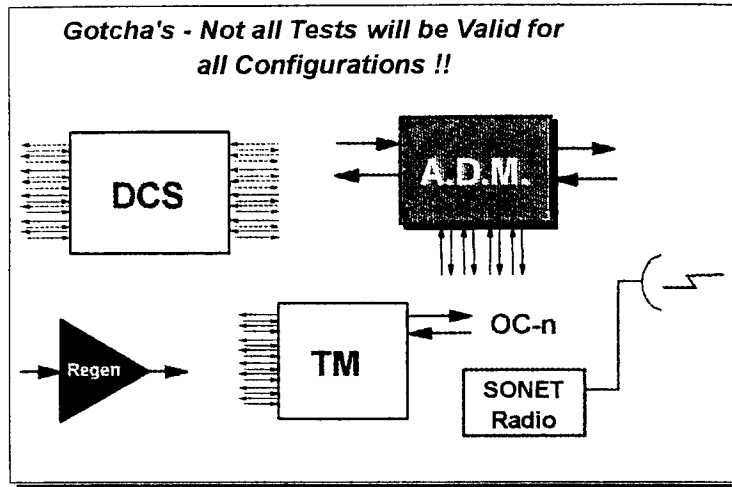 Gotcha's - Not all Tests will be Valid for
all Configurations !!
DCS
A.D.M.
Regen
TM
OC-n
SONET
Radio